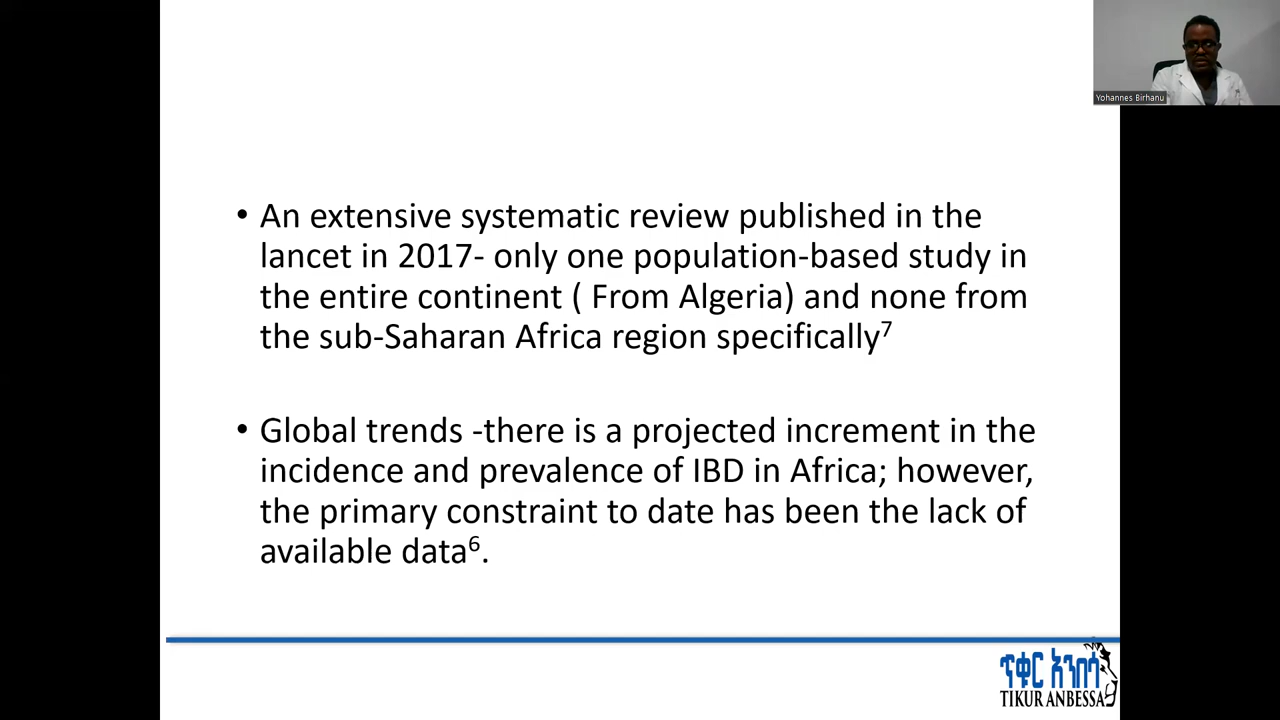 Yohannes Birhanu
• An extensive systematic review published in the
lancet in 2017- only one population-based study in
the entire continent ( From Algeria) and none from
the sub-Saharan Africa region specifically⁷
• Global trends -there is a projected increment in the
incidence and prevalence of IBD in Africa; however,
the primary constraint to date has been the lack of
available data⁶.
ጥቁር አንበሳ
TIKUR ANBESSA